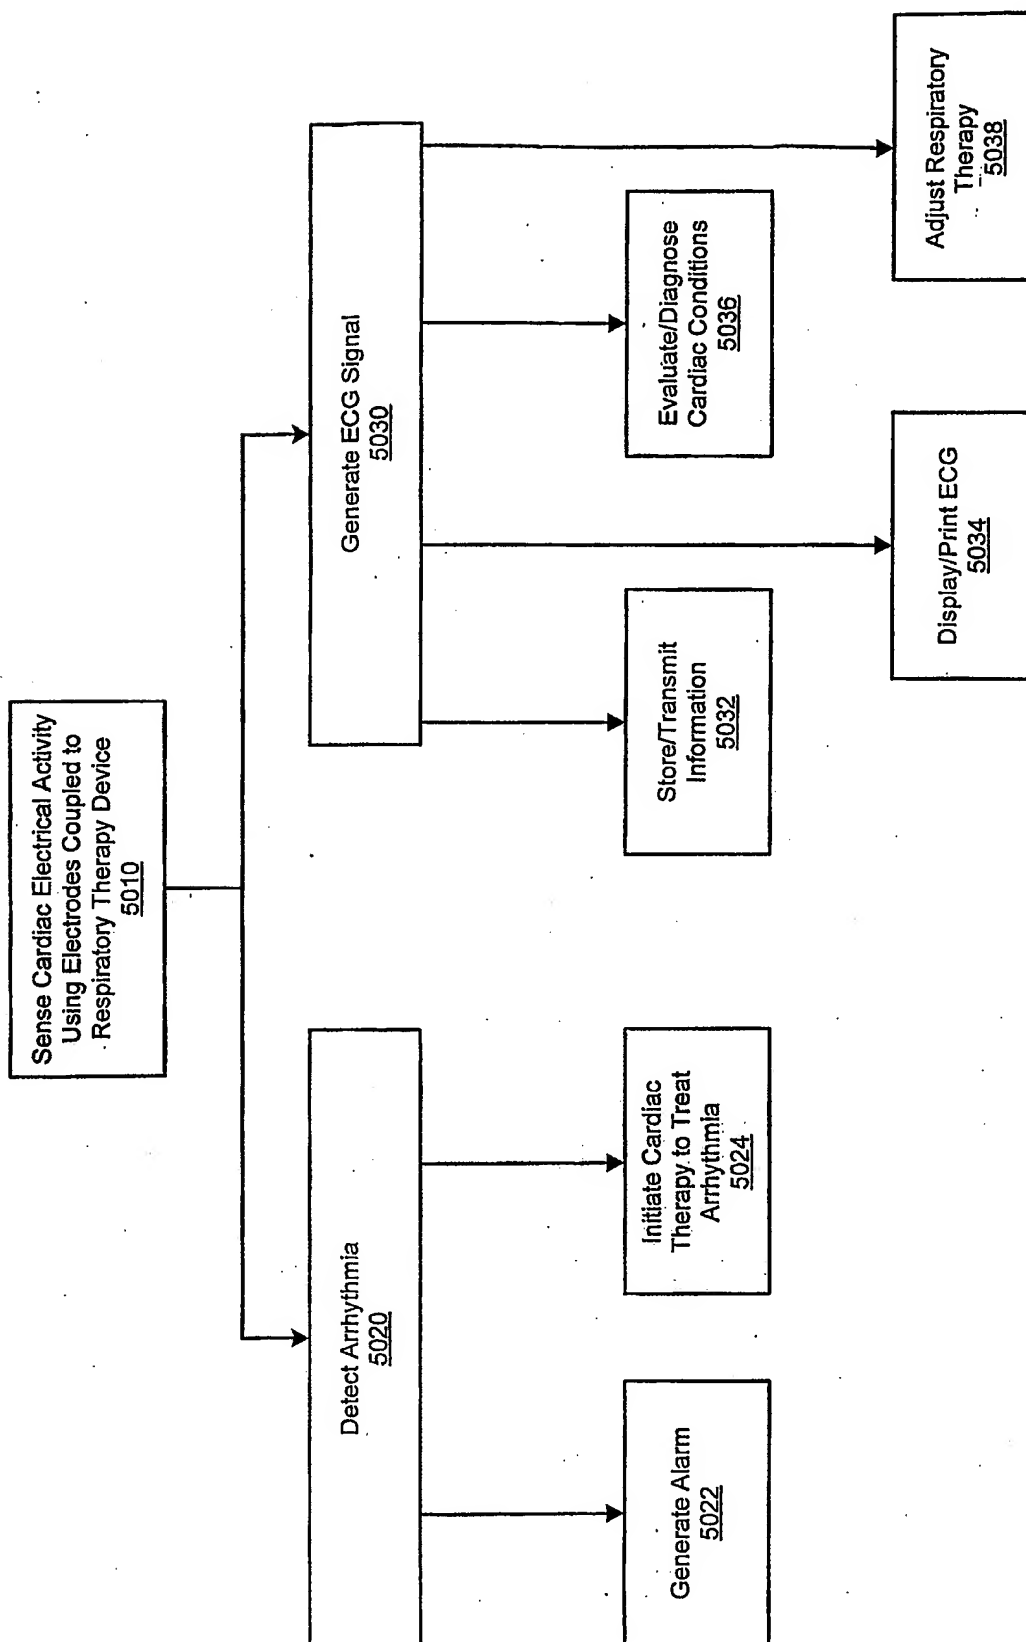 Sense Cardiac Electrical Activity
Using Electrodes Coupled to
Respiratory Therapy Device
5010
Detect Arrhythmia
5020
Generate ECG Signal
5030
Generate Alarm
5022
Initiate Cardiac
Therapy to Treat
Arrhythmia
5024
Store/Transmit
Information
5032
Evaluate/Diagnose
Cardiac Conditions
5036
Display/Print ECG
5034
Adjust Respiratory
Therapy
5038